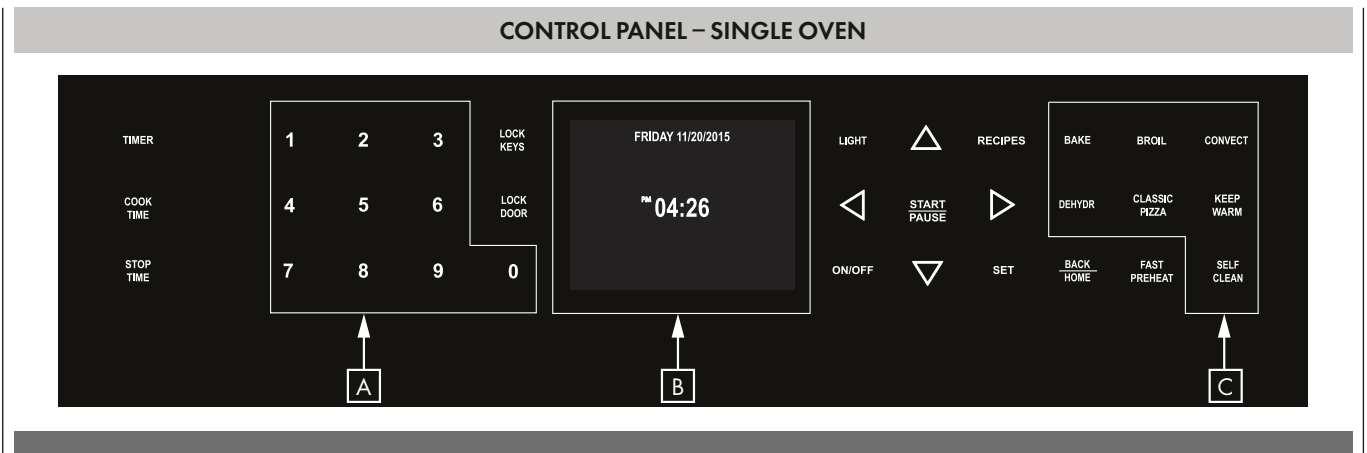 CONTROL PANEL – SINGLE OVEN
TIMER
1
2
3
LOCK
KEYS
FRIDAY 11/20/2015
LIGHT
RECIPES
BAKE
BROIL
CONVECT
COOK
TIME
4
5
6
LOCK
DOOR
PM 04:26
START
PAUSE
DEHYDR
CLASSIC
PIZZA
KEEP
WARM
STOP
TIME
7
8
9
0
ON/OFF
SET
BACK
HOME
FAST
PREHEAT
SELF
CLEAN
A
B
C